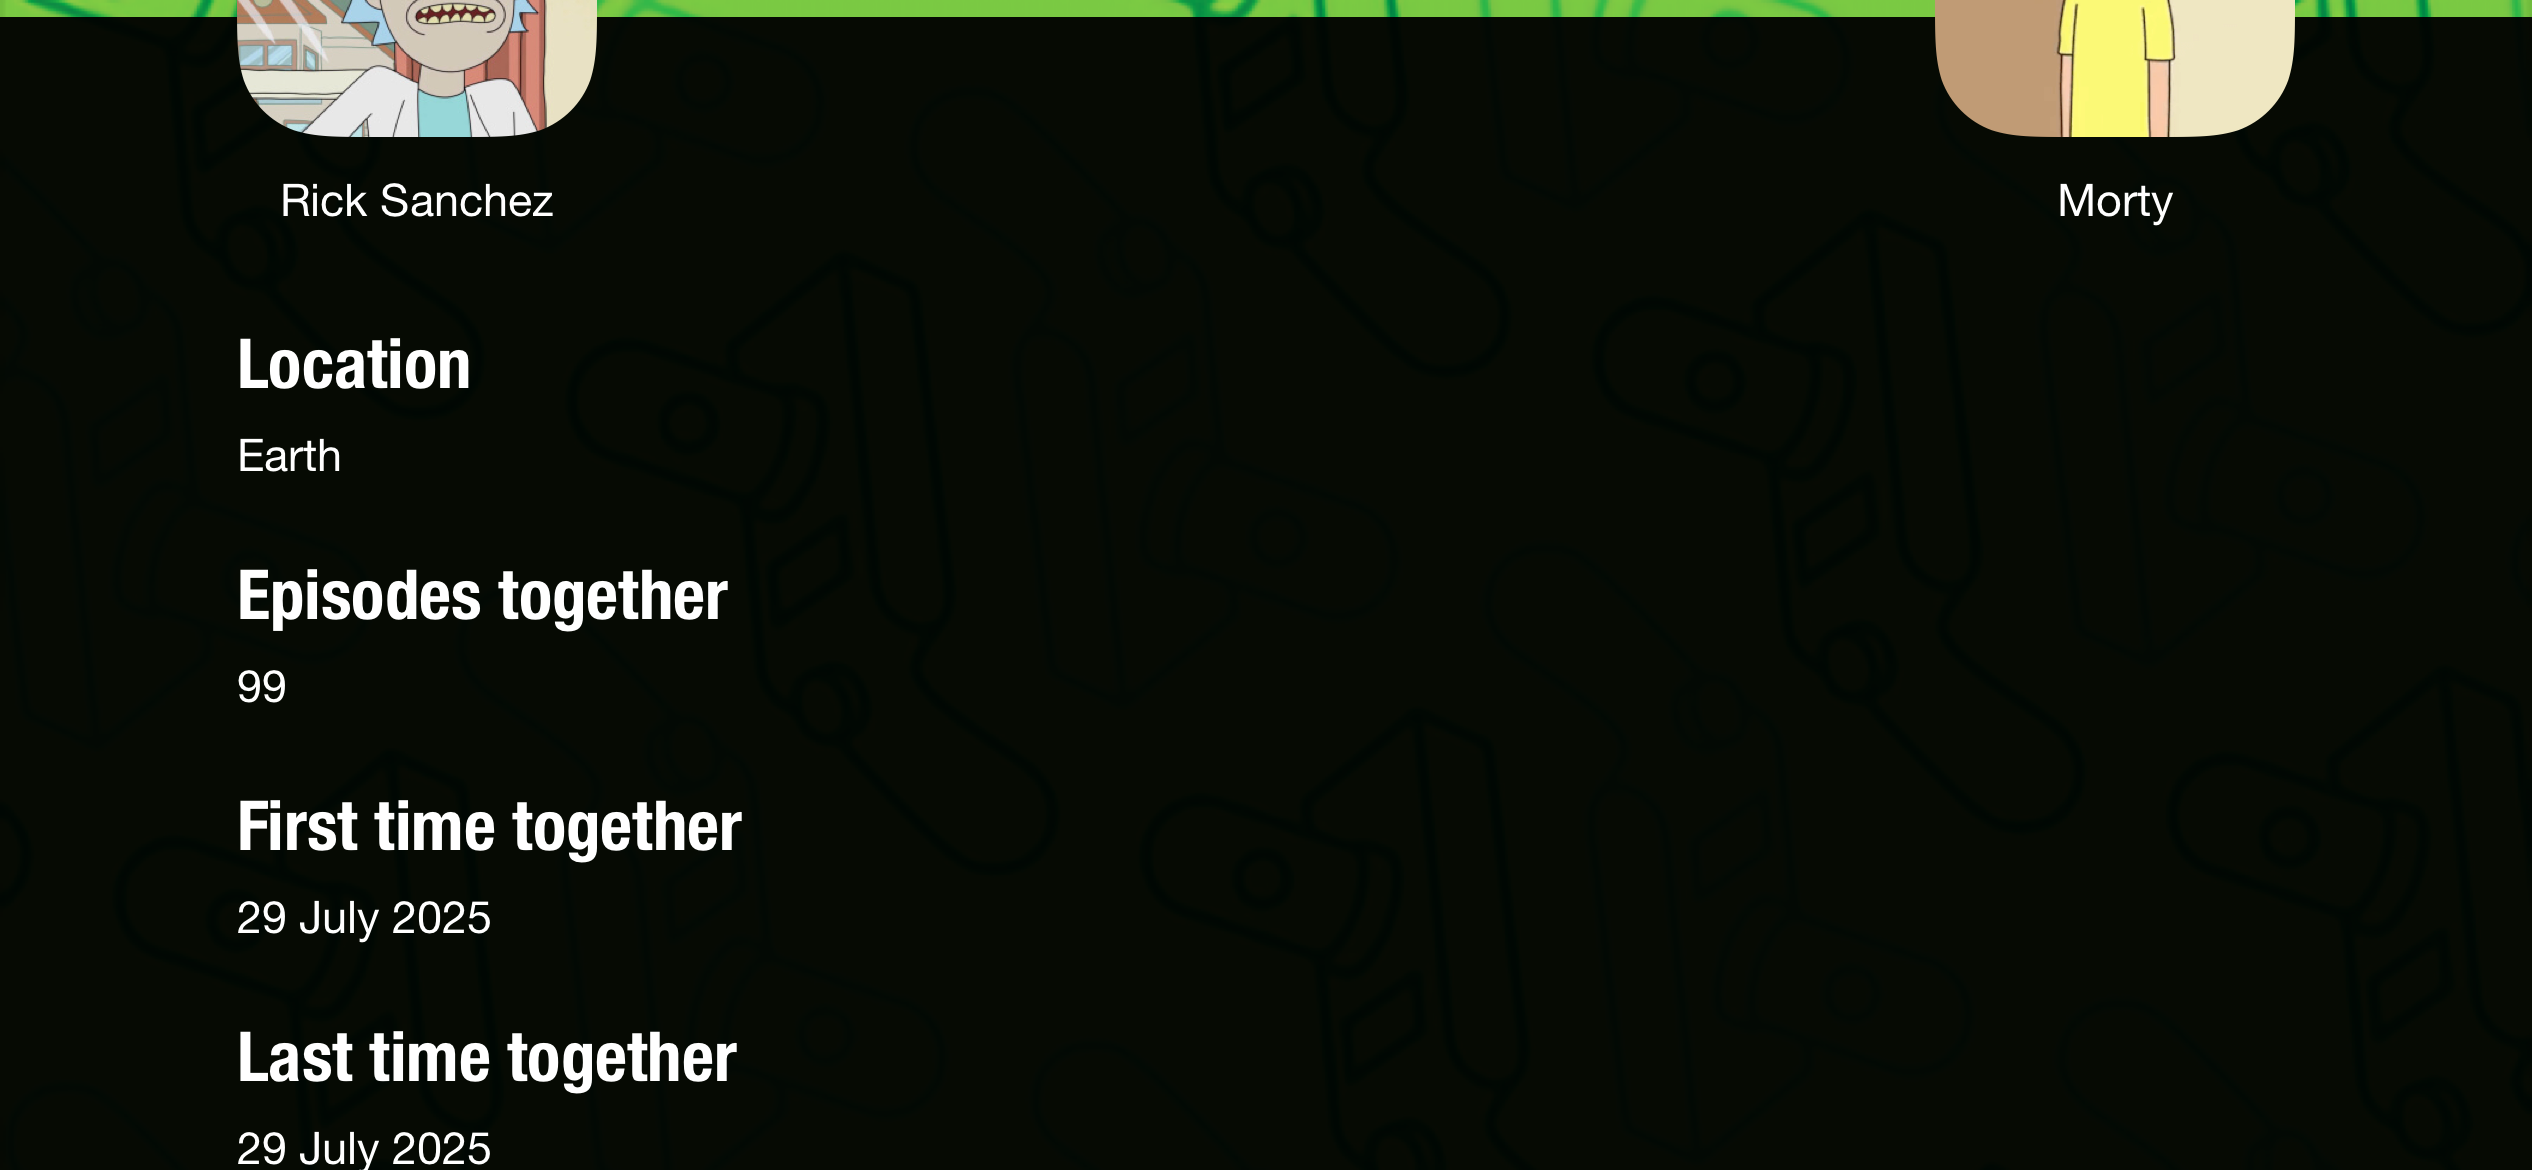 Rick Sanchez
Morty
Location
Earth
Episodes together
99
First time together
29 July 2025
Last time together
29 July 2025